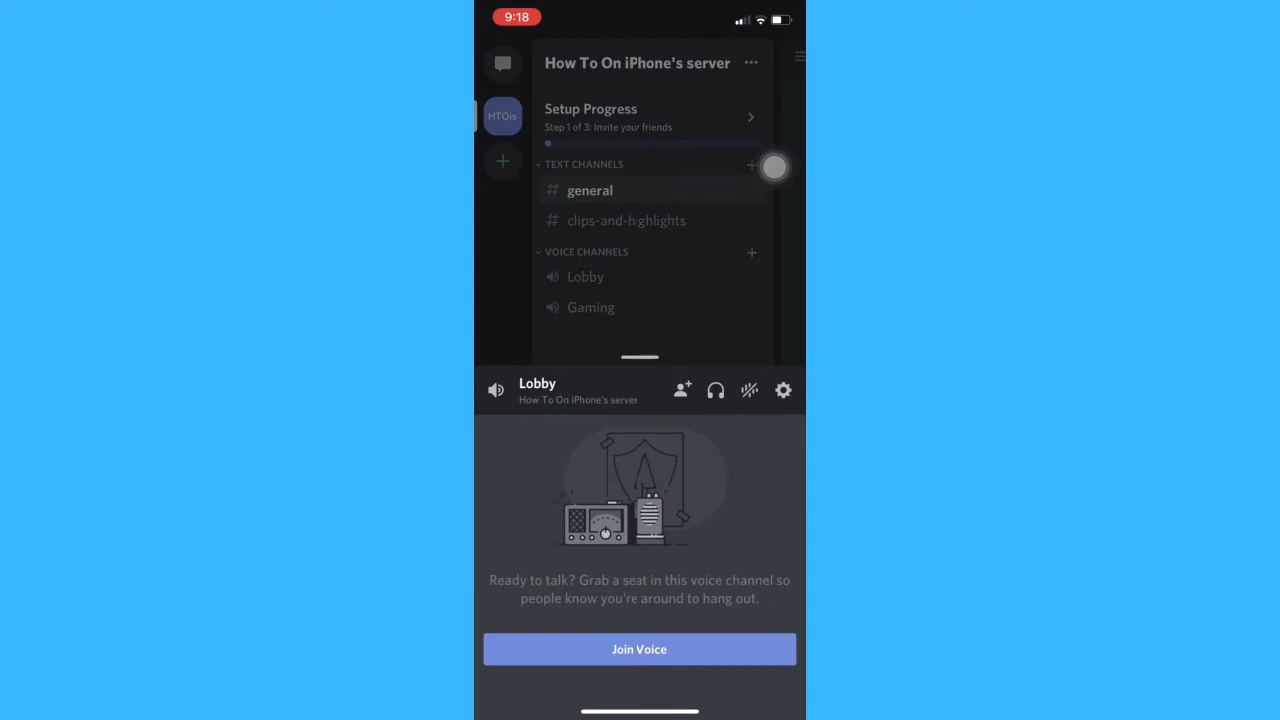 9:18
How To On iPhone's server
HTOis
Setup Progress
Step 1 of 3: Invite your friends
TEXT CHANNELS
general
clips-and-highlights
VOICE CHANNELS
Lobby
Gaming
Lobby
How To On iPhone's server
Ready to talk? Grab a seat in this voice channel so
people know you're around to hang out.
Join Voice